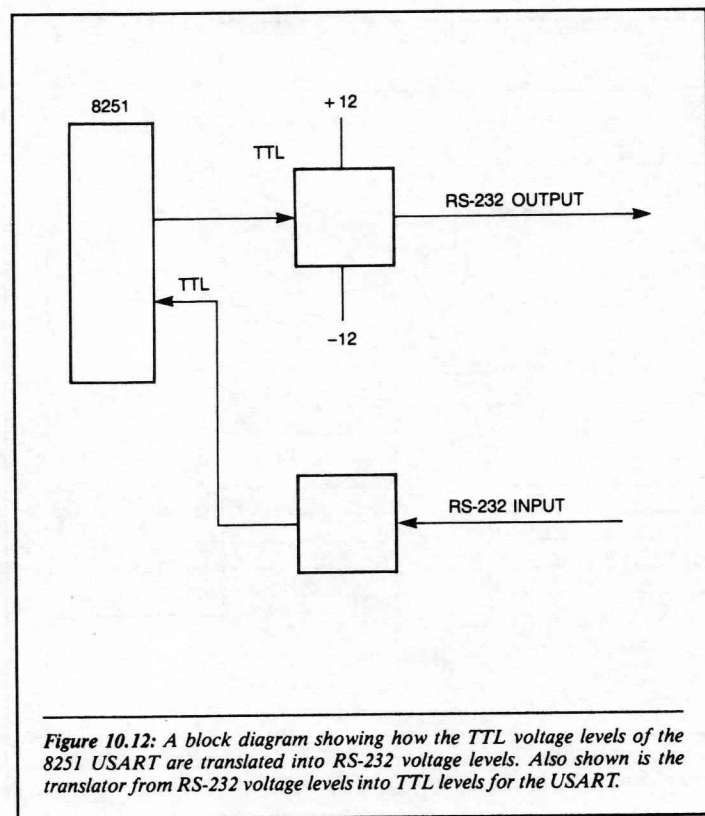 8251
+12
TTL
RS-232 OUTPUT
TTL
−12
RS-232 INPUT
Figure 10.12: A block diagram showing how the TTL voltage levels of the
8251 USART are translated into RS-232 voltage levels. Also shown is the
translator from RS-232 voltage levels into TTL levels for the USART.